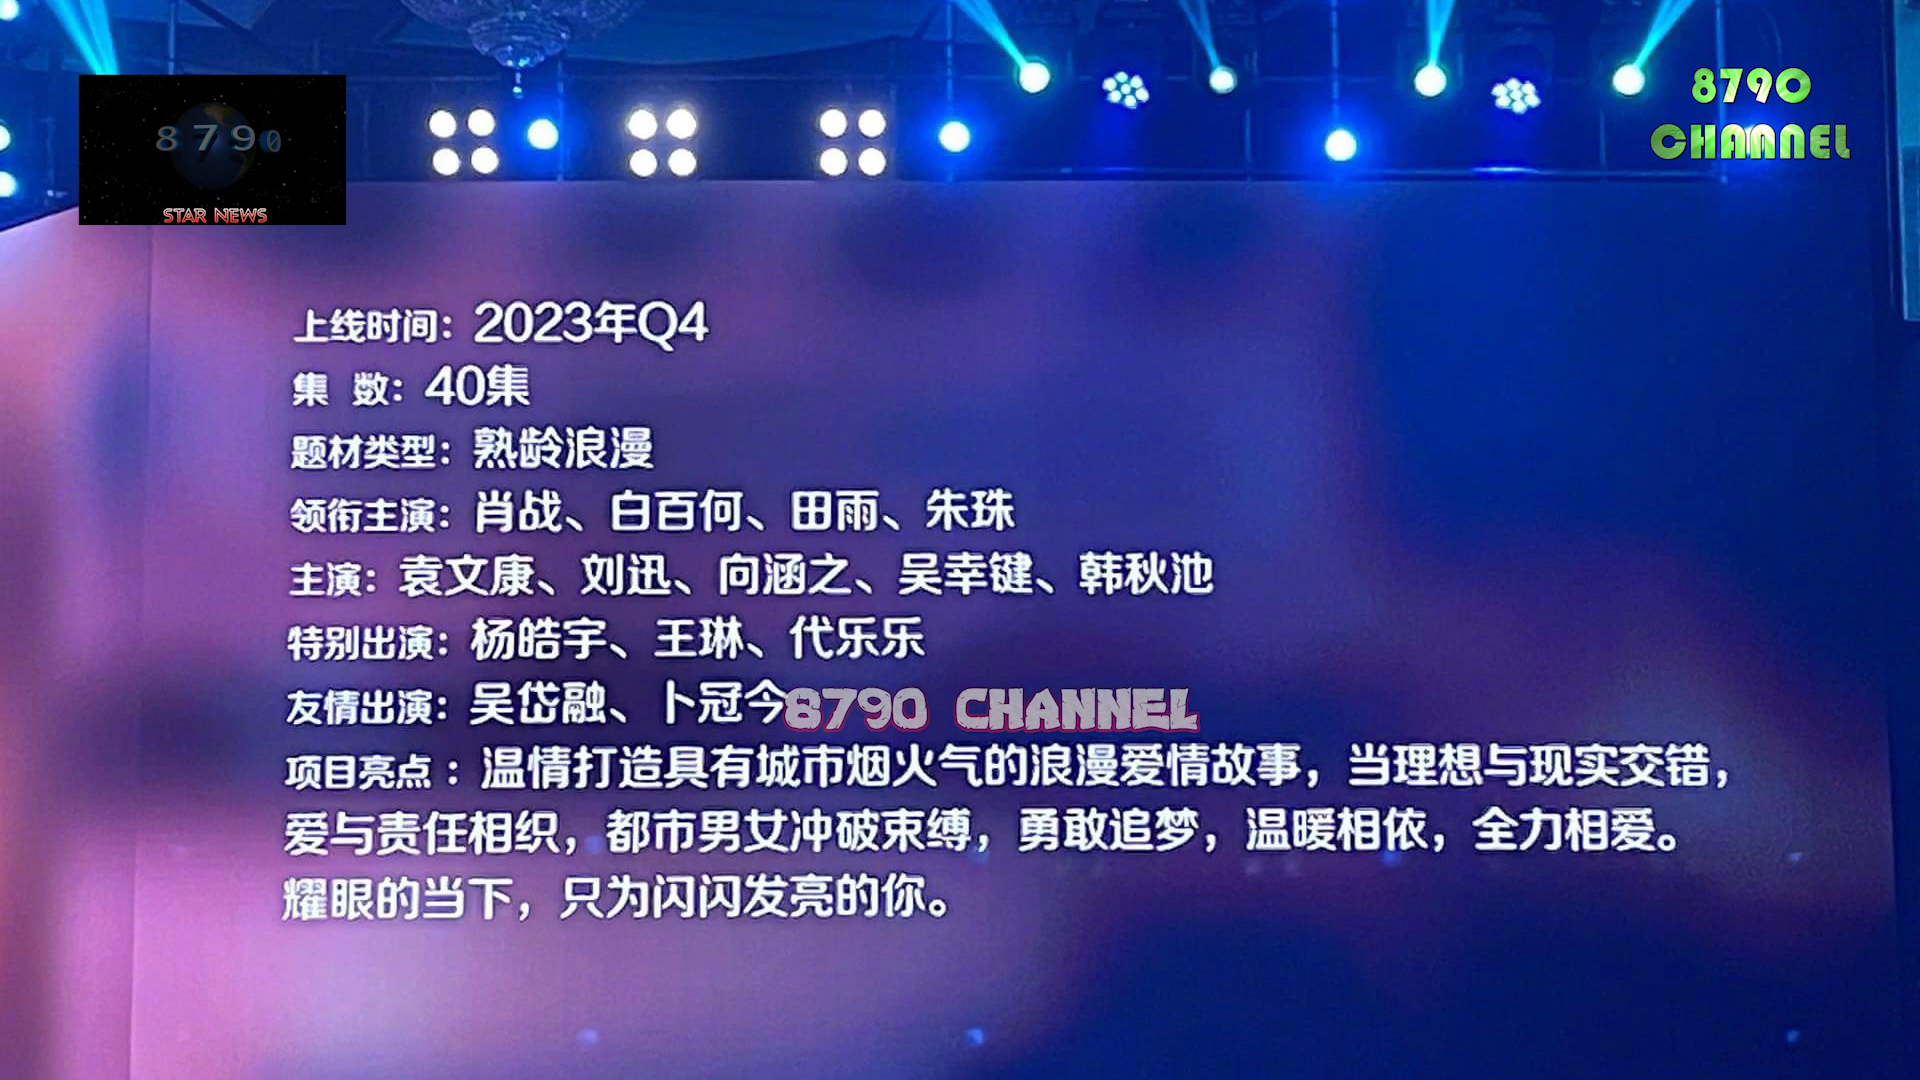 8790
CHANNEL
8790
STAR NEWS
上线时间：2023年Q4
集 数：40集
题材类型：熟龄浪漫
领衔主演：肖战、白百何、田雨、朱珠
主演：袁文康、刘迅、向涵之、吴幸键、韩秋池
特别出演：杨皓宇、王琳、代乐乐
友情出演：吴岱融、卜冠今
8790 CHANNEL
项目亮点：温情打造具有城市烟火气的浪漫爱情故事，当理想与现实交错，
爱与责任相织，都市男女冲破束缚，勇敢追梦，温暖相依，全力相爱。
耀眼的当下，只为闪闪发亮的你。